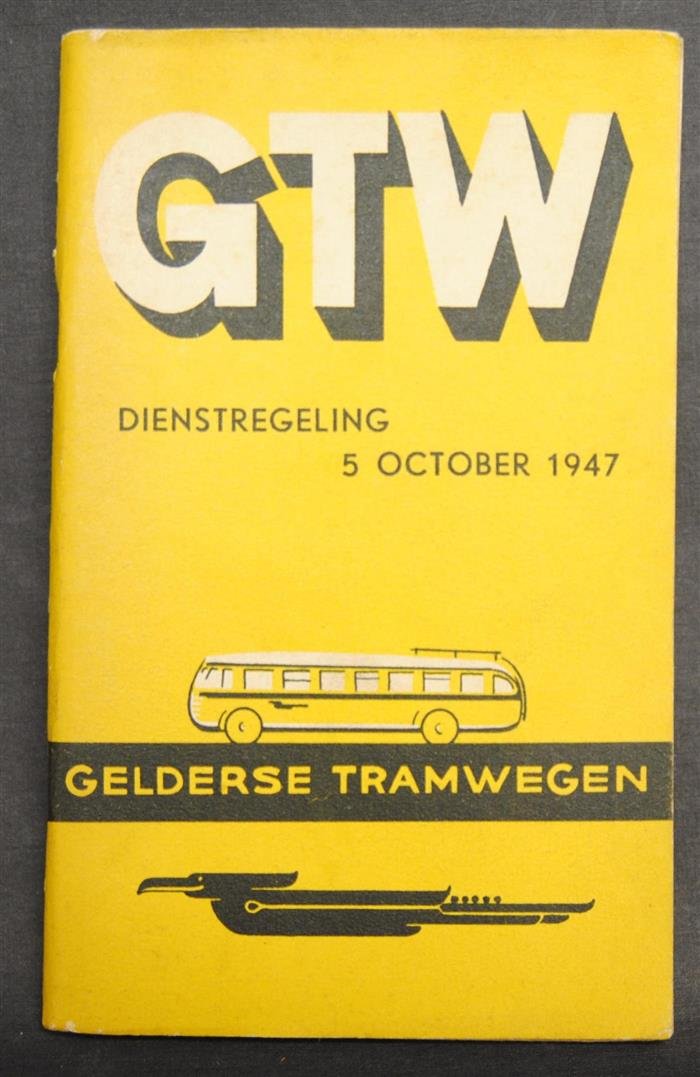 GTW
DIENSTREGELING
5 OCTOBER 1947
GELDERSE TRAMWEGEN